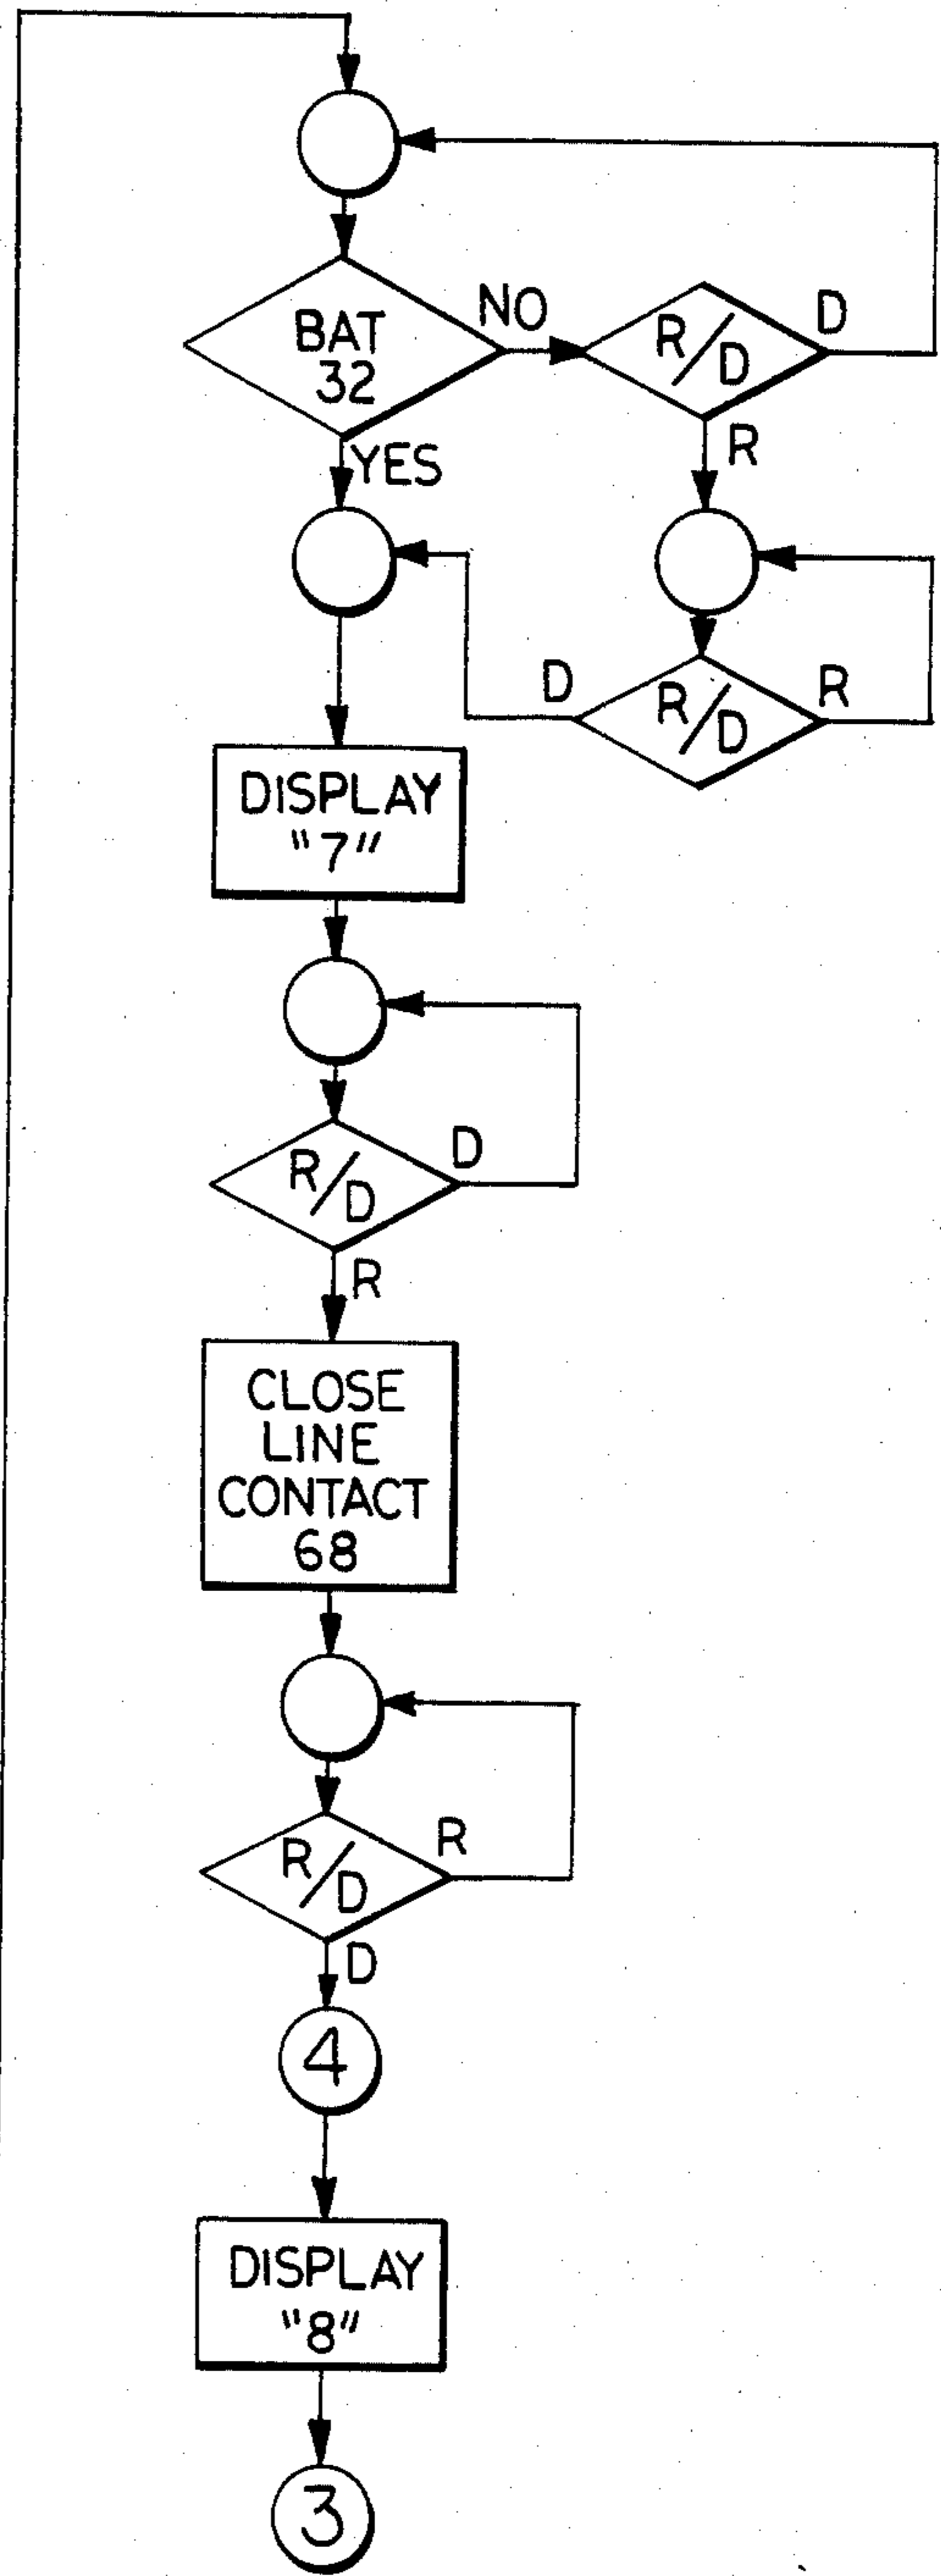 BAT
32
NO
R/D
D
YES
R
R/D
D
R
DISPLAY
"7"
R/D
D
R
CLOSE
LINE
CONTACT
68
R/D
R
D
4
DISPLAY
"8"
3